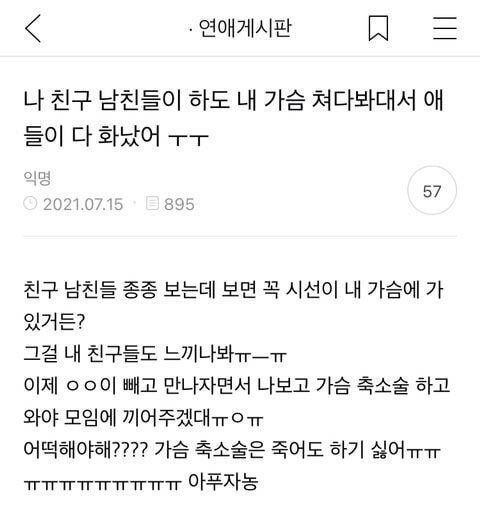 · 연애게시판
나 친구 남친들이 하도 내 가슴 쳐다봐대서 애
들이 다 화났어 ㅜㅜ
익명
2021.07.15 · 895
57
친구 남친들 종종 보는데 보면 꼭 시선이 내 가슴에 가
있거든?
그걸 내 친구들도 느끼나봐ㅠㅡㅠ
이제 ㅇㅇ이 빼고 만나자면서 나보고 가슴 축소술 하고
와야 모임에 끼어주겠대ㅠㅇㅠ
어떡해야해???? 가슴 축소술은 죽어도 하기 싫어ㅠㅠ
ㅠㅠㅠㅠㅠㅠㅠㅠㅠ 아푸자농